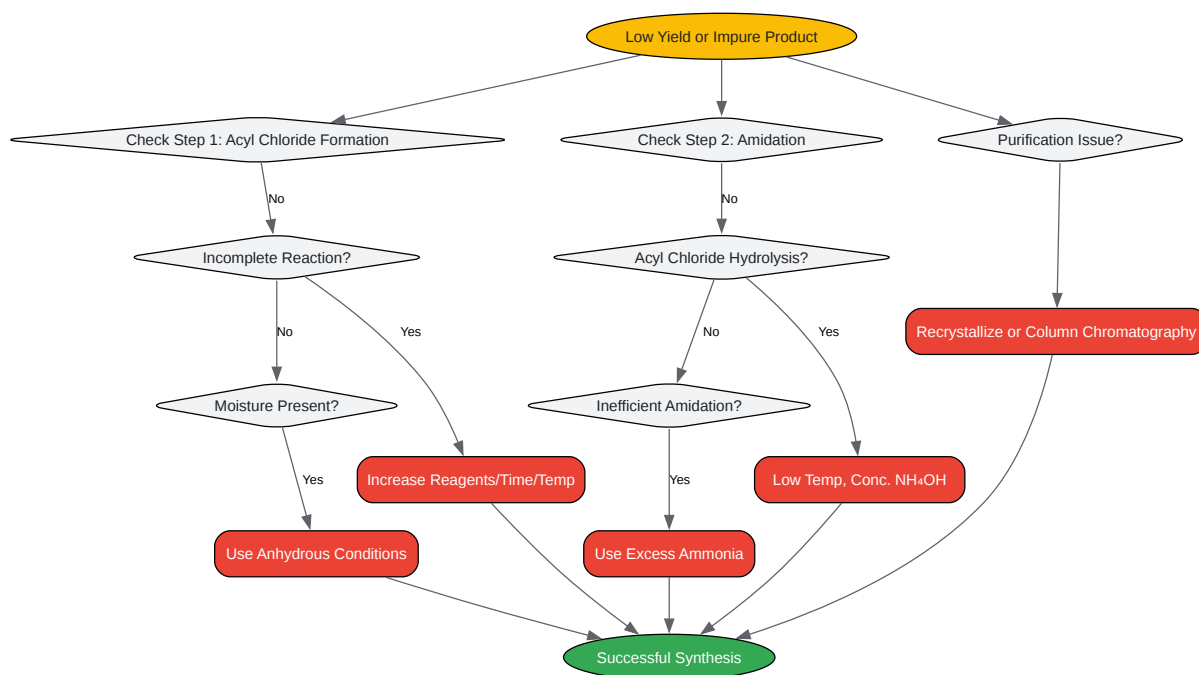 Low Yield or Impure Product
Check Step 1: Acyl Chloride Formation
Check Step 2: Amidation
Purification Issue?
No
No
Incomplete Reaction?
Acyl Chloride Hydrolysis?
No
Yes
No
Yes
Recrystallize or Column Chromatography
Moisture Present?
Inefficient Amidation?
Yes
Increase Reagents/Time/Temp
Yes
Low Temp, Conc. NH₄OH
Use Anhydrous Conditions
Use Excess Ammonia
Successful Synthesis